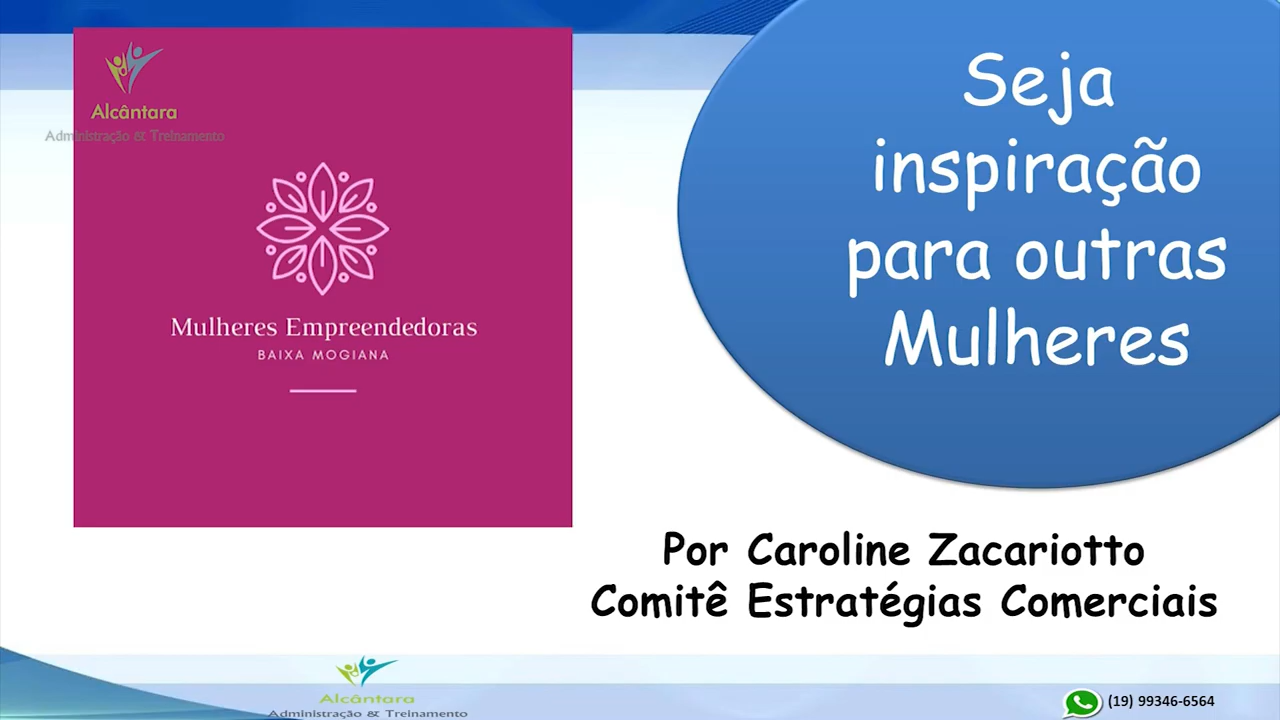 Alcântara
Administração & Treinamento
Mulheres Empreendedoras
BAIXA MOGIANA
Seja
inspiração
para outras
Mulheres
Por Caroline Zacariotto
Comitê Estratégias Comerciais
Alcântara
Administração & Treinamento
(19) 99346-6564